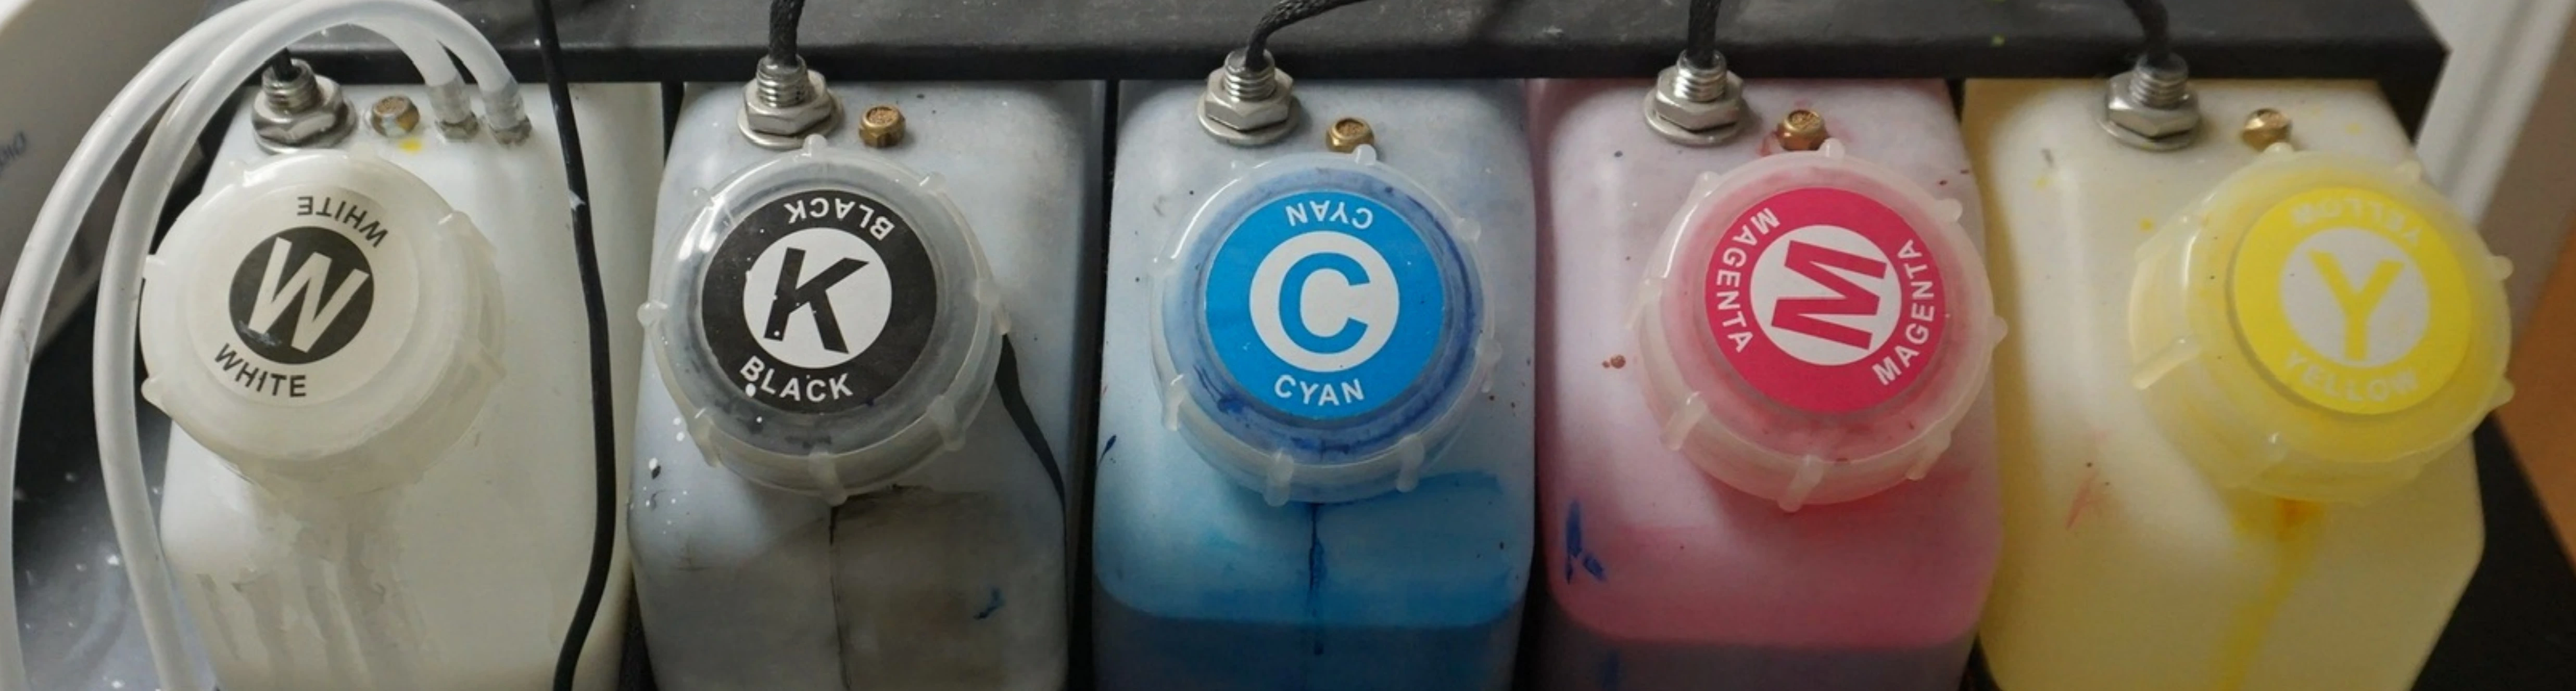 WHITE
W
WHITE
BLACK
K
BLACK
CYAN
C
CYAN
MAGENTA
M
MAGENTA
YELLOW
Y
YELLOW